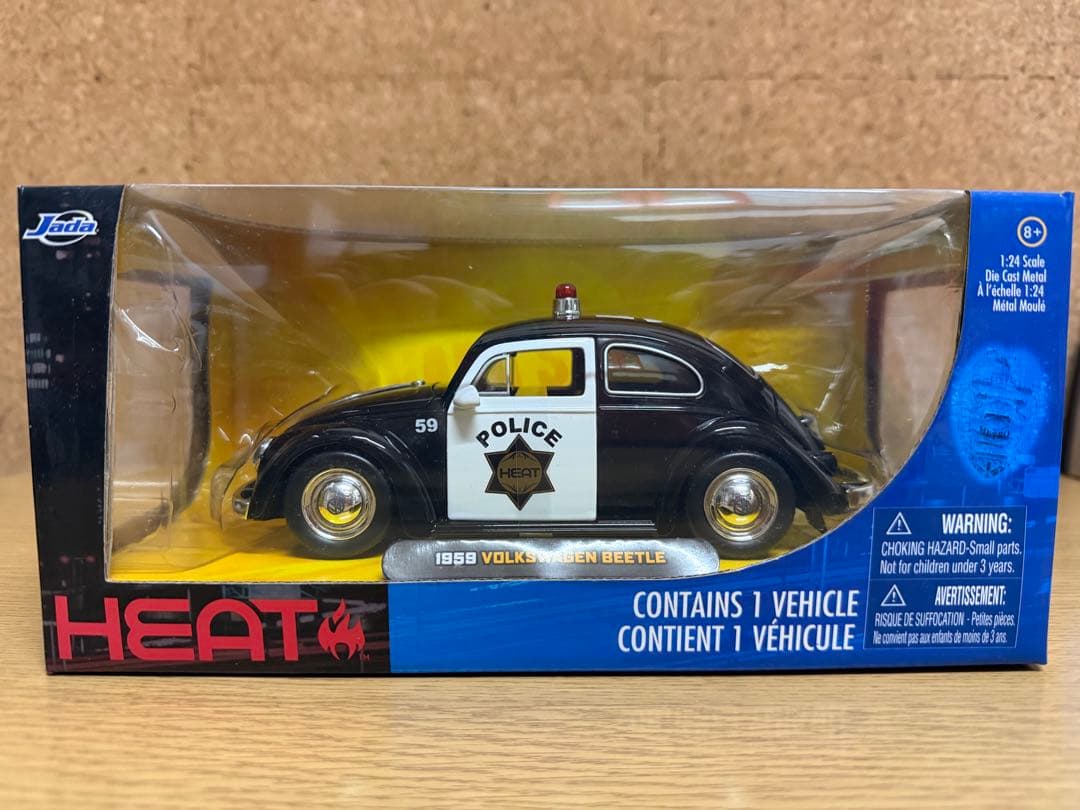 Jada
8+
1:24 Scale
Die Cast Metal
À l'échelle 1:24
Métal Moulé
59
POLICE
HEAT
1959 VOLKSWAGEN BEETLE
HEAT
TM
CONTAINS 1 VEHICLE
CONTIENT 1 VÉHICULE
WARNING:
CHOKING HAZARD-Small parts.
Not for children under 3 years.
AVERTISSEMENT:
RISQUE DE SUFFOCATION - Petites pièces.
Ne convient pas aux enfants de moins de 3 ans.